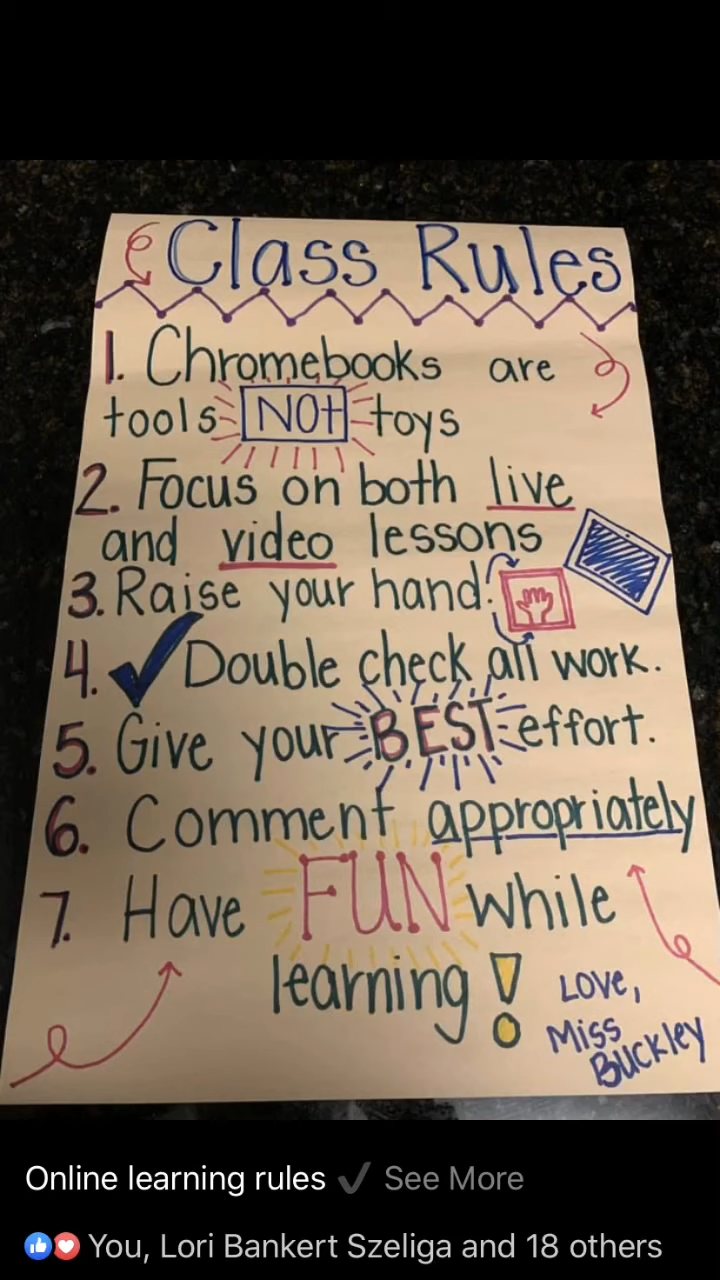 Class Rules
1. Chromebooks are
tools NOt toys
2. Focus on both live
and video lessons
3. Raise your hand!
4. ✔ Double check all work.
5. Give your BEST effort.
6. Comment appropriately
7. Have FUN while
learning!
Love,
Miss
Buckley
Online learning rules ✔ See More
You, Lori Bankert Szeliga and 18 others